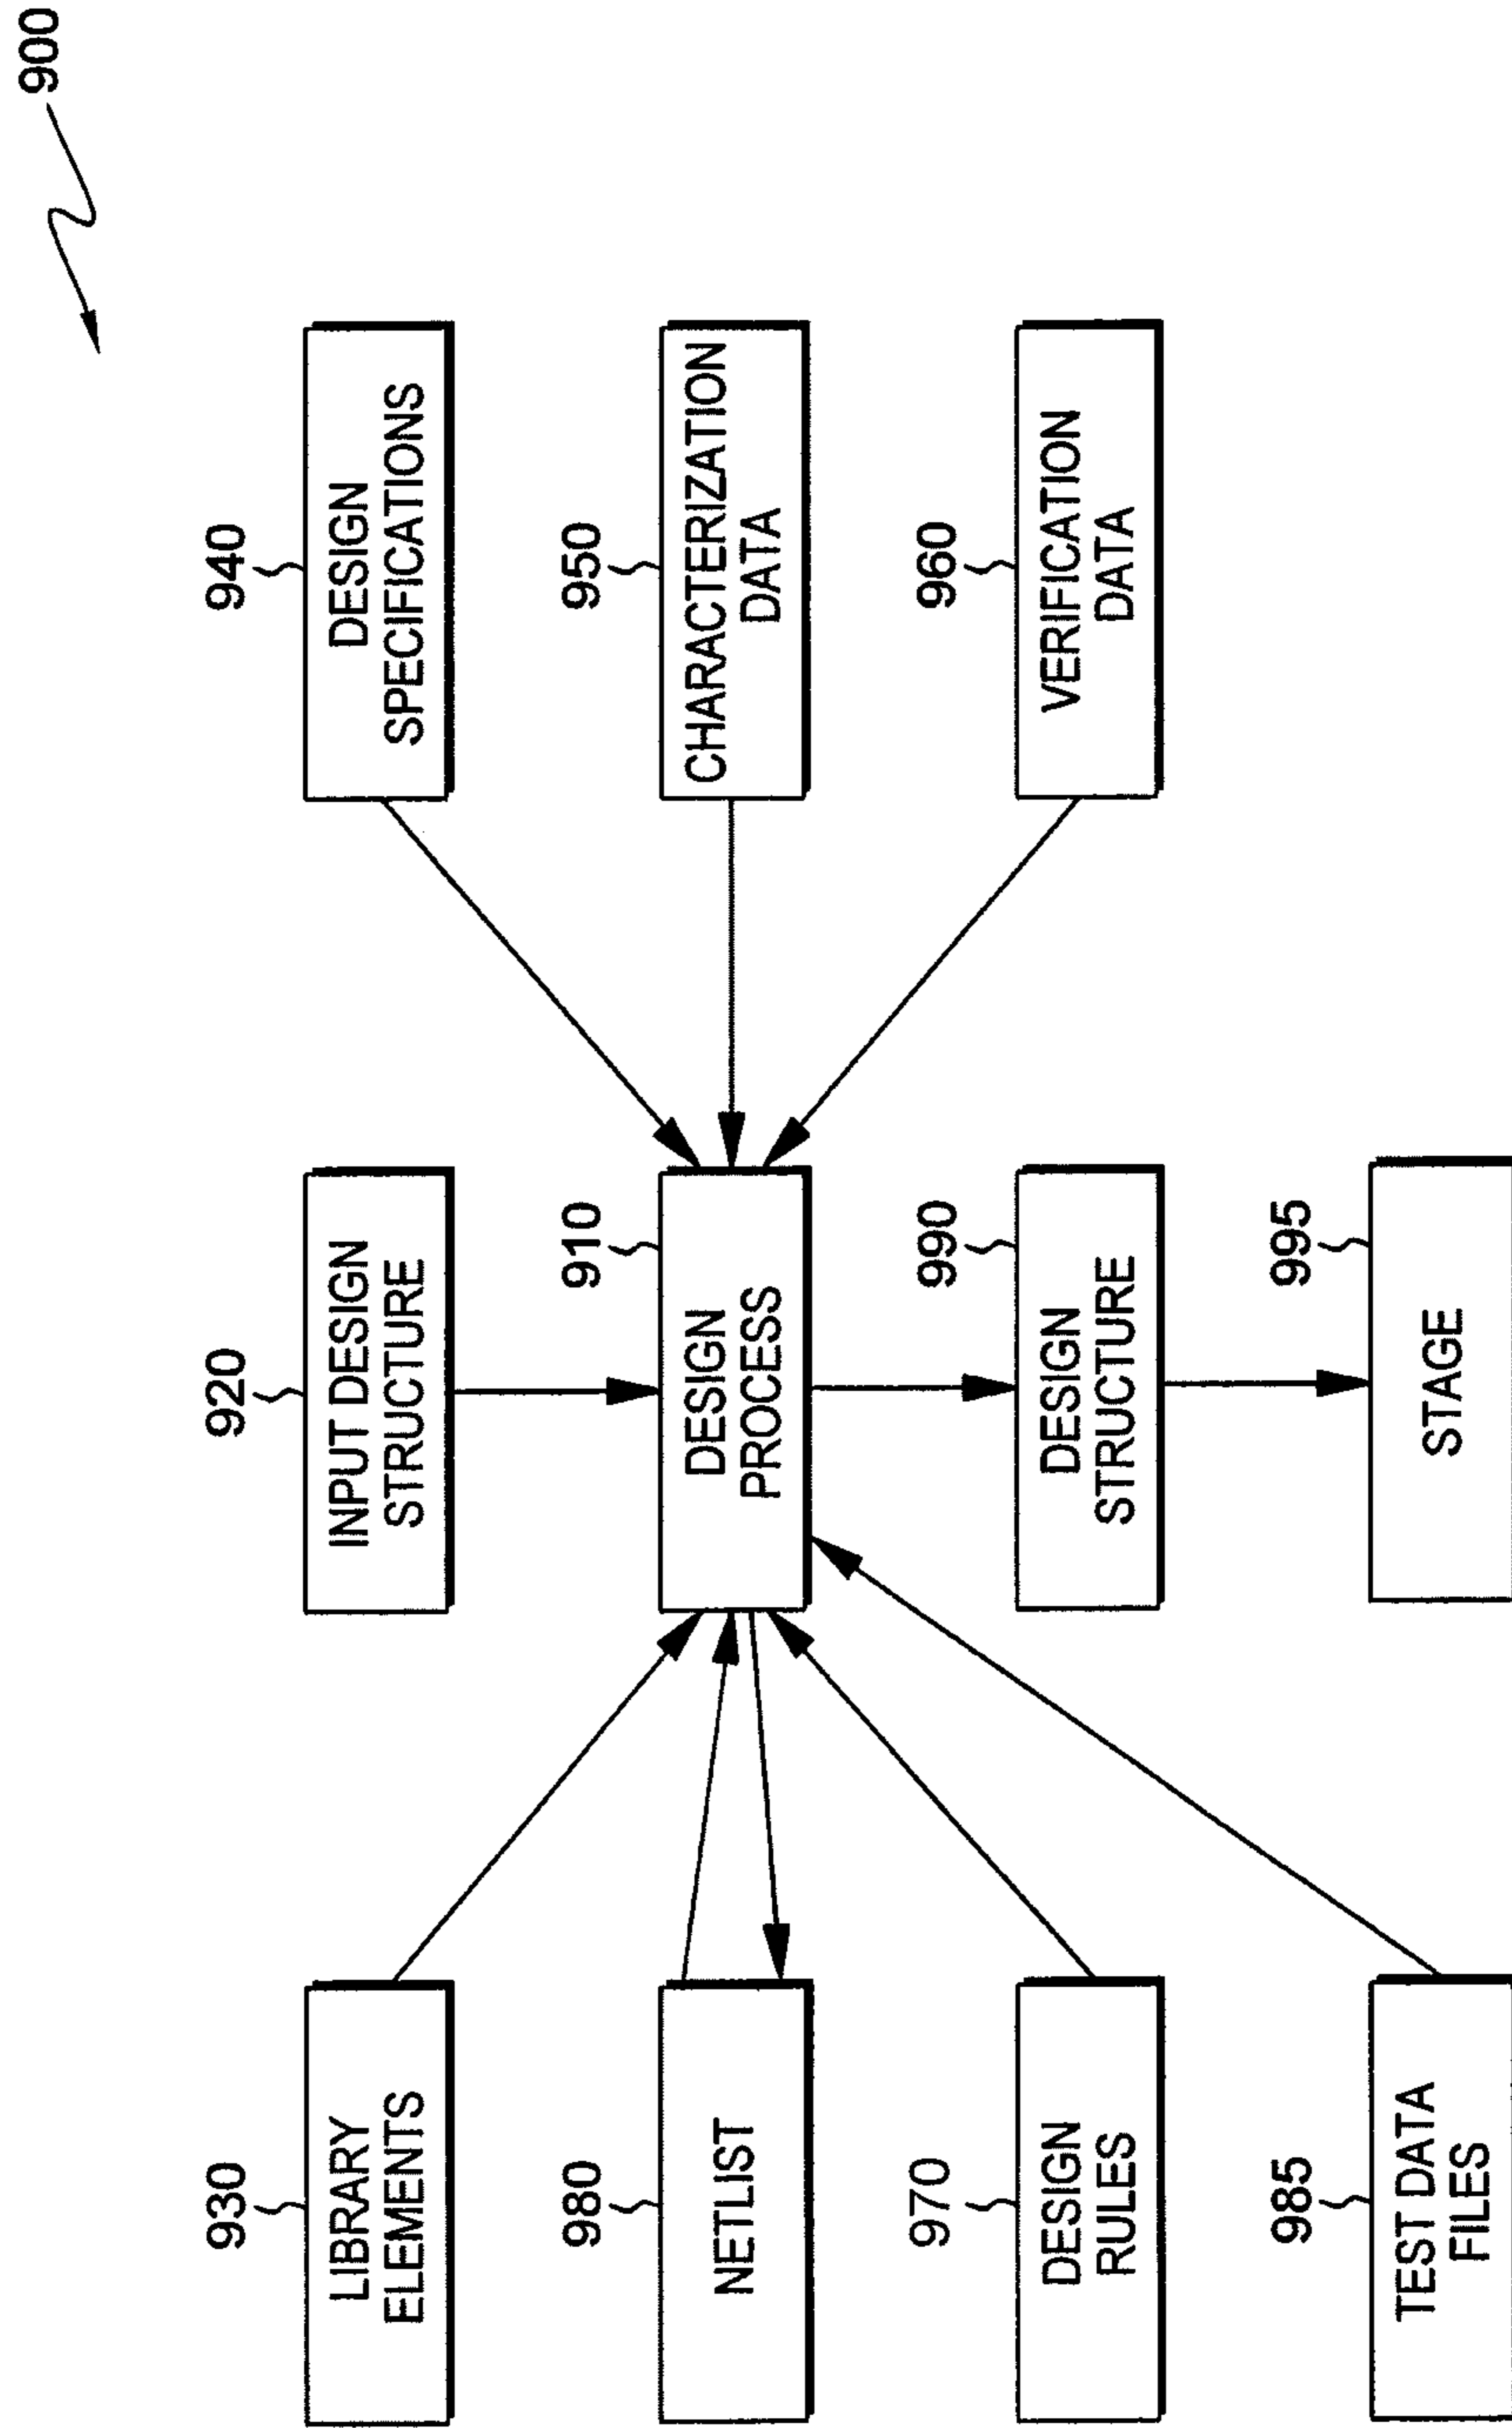 900
920
INPUT DESIGN
STRUCTURE
930
LIBRARY
ELEMENTS
940
DESIGN
SPECIFICATIONS
980
NETLIST
910
DESIGN
PROCESS
950
CHARACTERIZATION
DATA
970
DESIGN
RULES
990
DESIGN
STRUCTURE
960
VERIFICATION
DATA
985
TEST DATA
FILES
995
STAGE